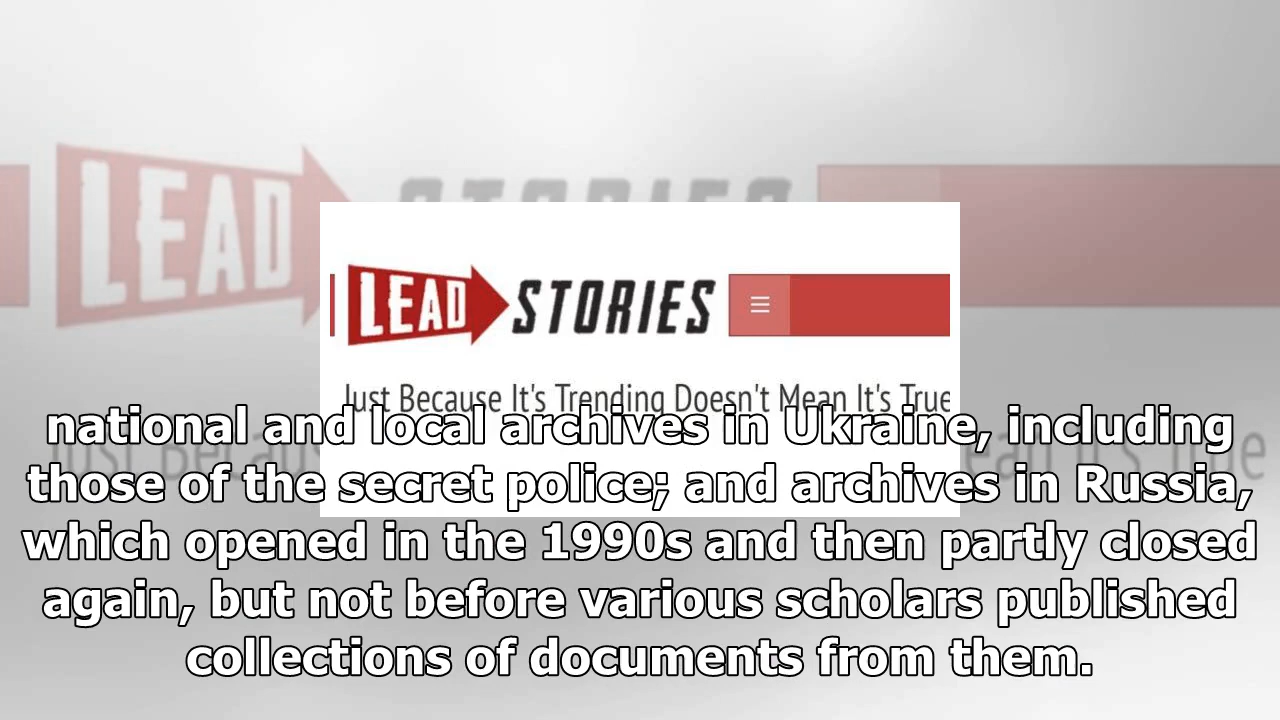 LEAD STORIES
Just Because It's Trending Doesn't Mean It's True
national and local archives in Ukraine, including
those of the secret police; and archives in Russia,
which opened in the 1990s and then partly closed
again, but not before various scholars published
collections of documents from them.